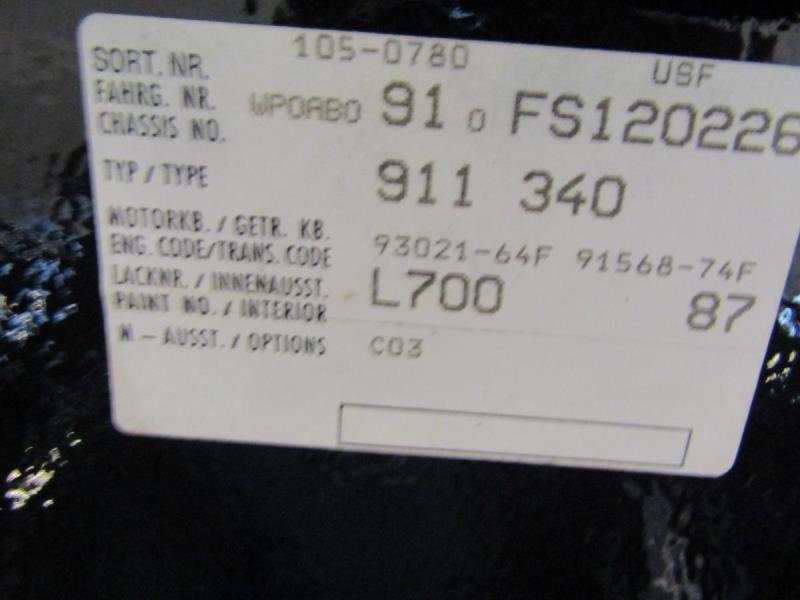 SORT. NR. 105-0780 USF
FAHRG. NR. WPOABO 91 0 FS120226
CHASSIS NO.
TYP / TYPE 911 340
MOTORKB. / GETR. KB.
ENG. CODE/TRANS. CODE 93021-64F 91568-74F
LACKNR. / INNENAUSST. L700 87
PAINT NO. / INTERIOR
M - AUSST. / OPTIONS C03